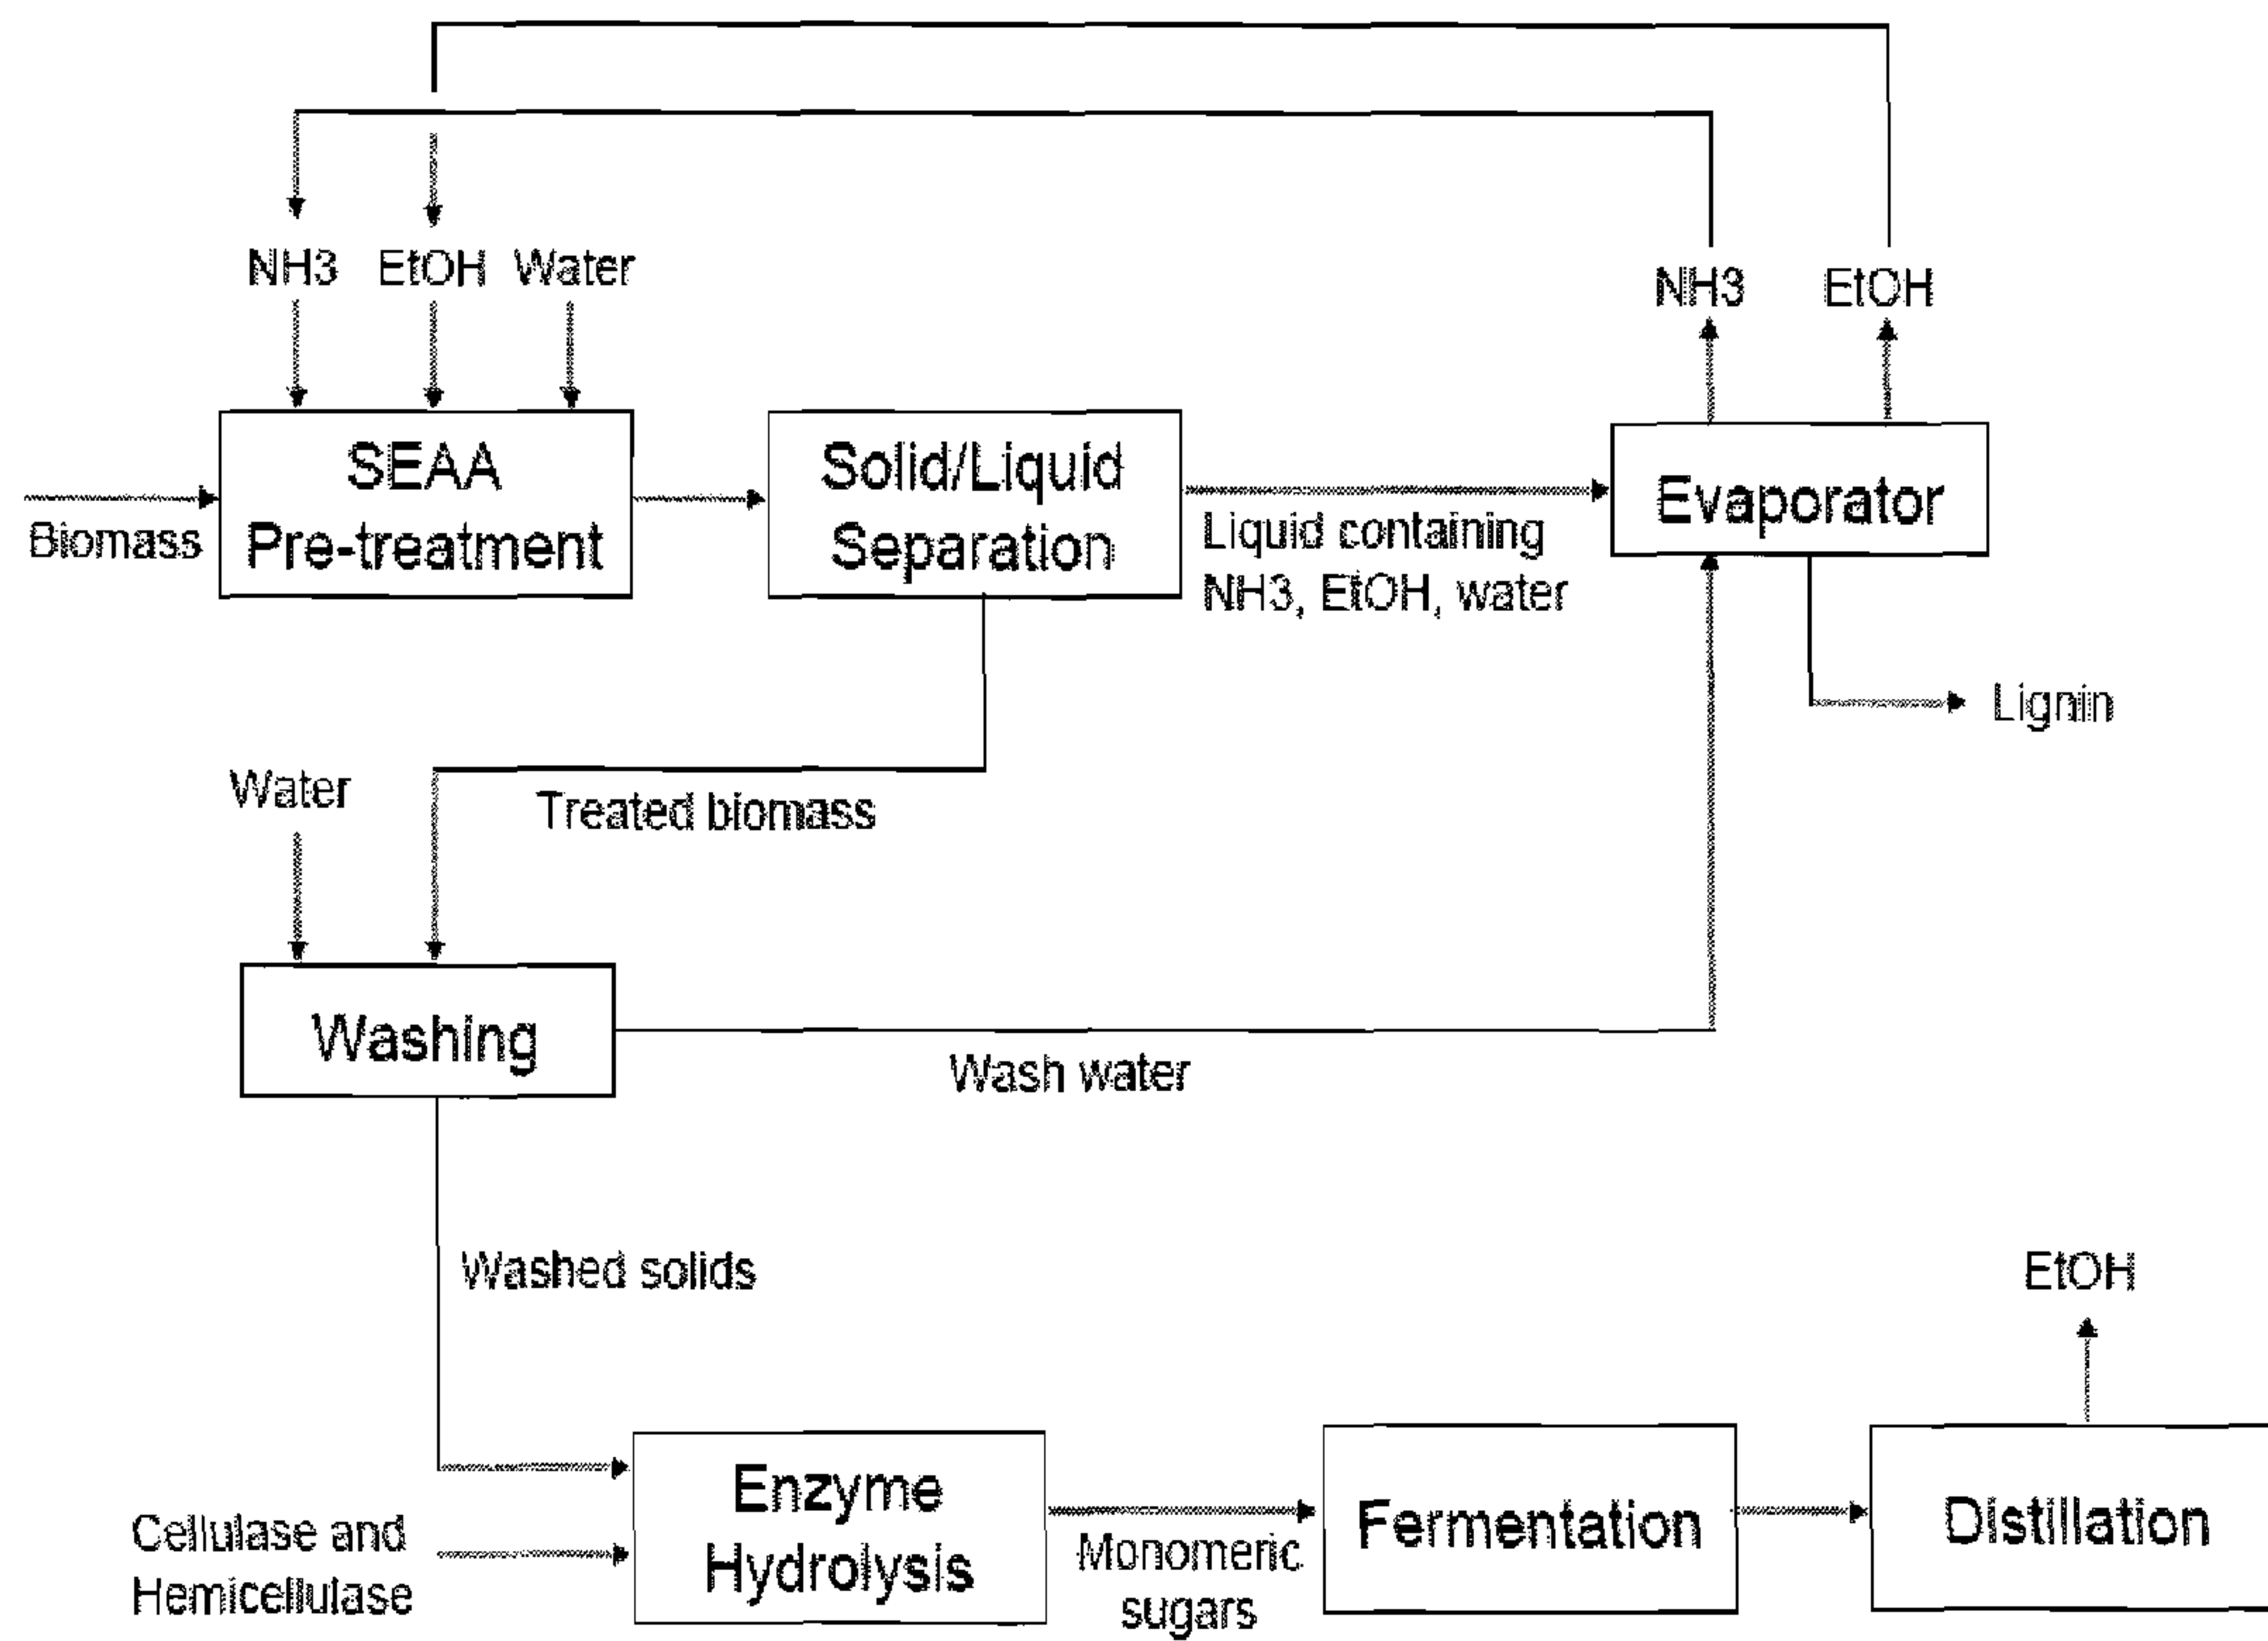 NH3 EtOH Water
NH3 EtOH
SEAA
Pre-treatment
Solid/Liquid
Separation
Evaporator
Biomass
Liquid containing
NH3, EtOH, water
Lignin
Water
Treated biomass
Washing
Wash water
Washed solids
EtOH
Cellulase and
Hemicellulase
Enzyme
Hydrolysis
Monomeric
sugars
Fermentation
Distillation